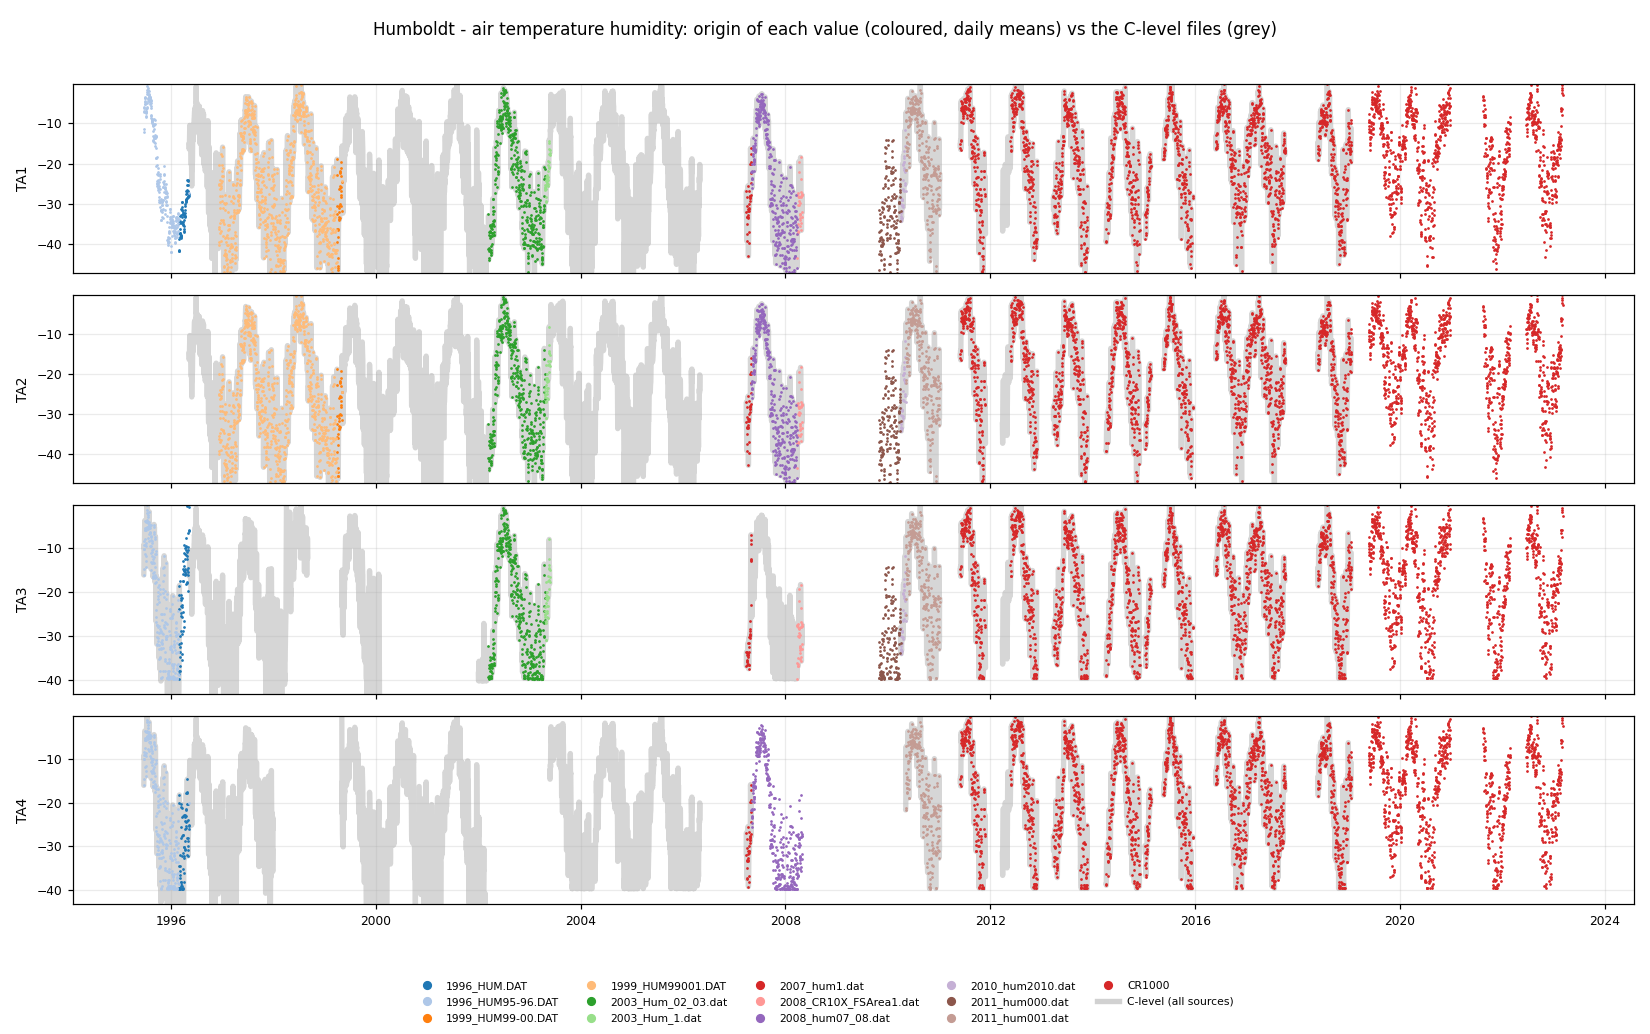 Humboldt - air temperature humidity: origin of each value (coloured, daily means) vs the C-level files (grey)
TA1
−10
−20
−30
−40
TA2
−10
−20
−30
−40
TA3
−10
−20
−30
−40
TA4
−10
−20
−30
−40
1996 2000 2004 2008 2012 2016 2020 2024
1996_HUM.DAT 1999_HUM99001.DAT 2007_hum1.dat 2010_hum2010.dat CR1000
1996_HUM95-96.DAT 2003_Hum_02_03.dat 2008_CR10X_FSArea1.dat 2011_hum000.dat C-level (all sources)
1999_HUM99-00.DAT 2003_Hum_1.dat 2008_hum07_08.dat 2011_hum001.dat